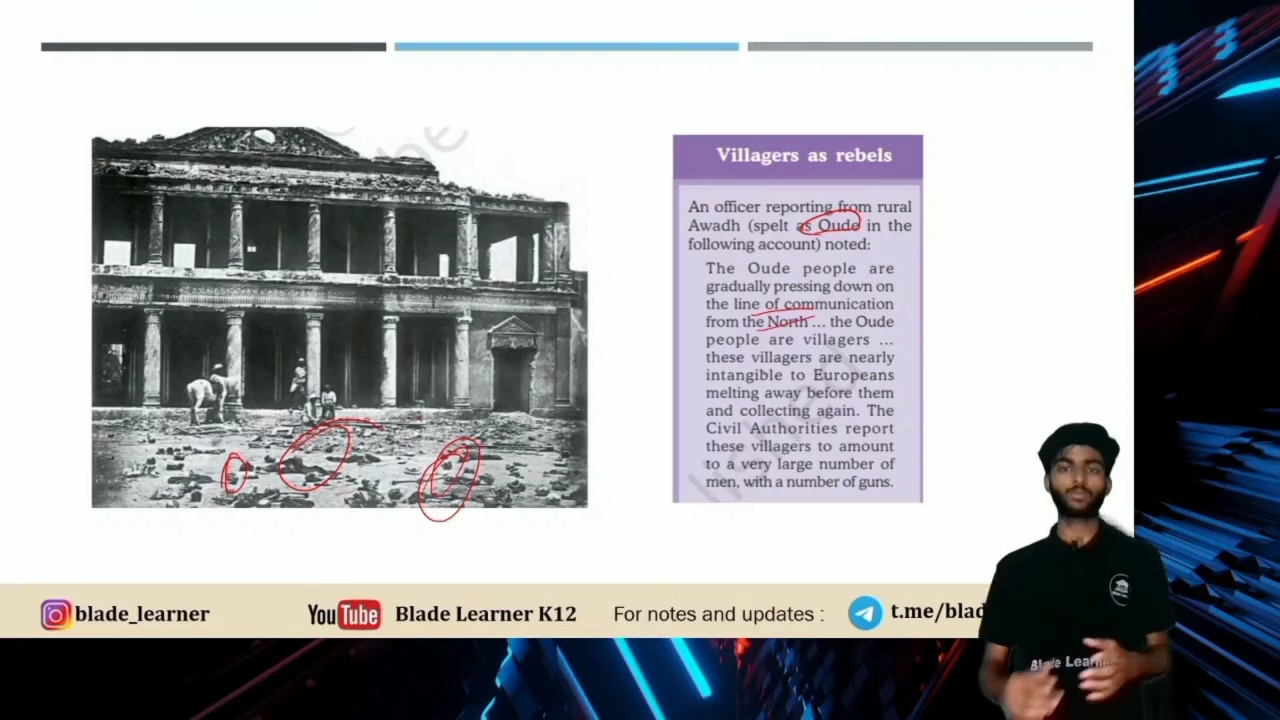 Villagers as rebels
An officer reporting from rural
Awadh (spelt as Oude in the
following account) noted:
The Oude people are
gradually pressing down on
the line of communication
from the North ... the Oude
people are villagers ...
these villagers are nearly
intangible to Europeans
melting away before them
and collecting again. The
Civil Authorities report
these villagers to amount
to a very large number of
men, with a number of guns.
blade_learner
YouTube
Blade Learner K12
For notes and updates :
t.me/blad
Blade Learne